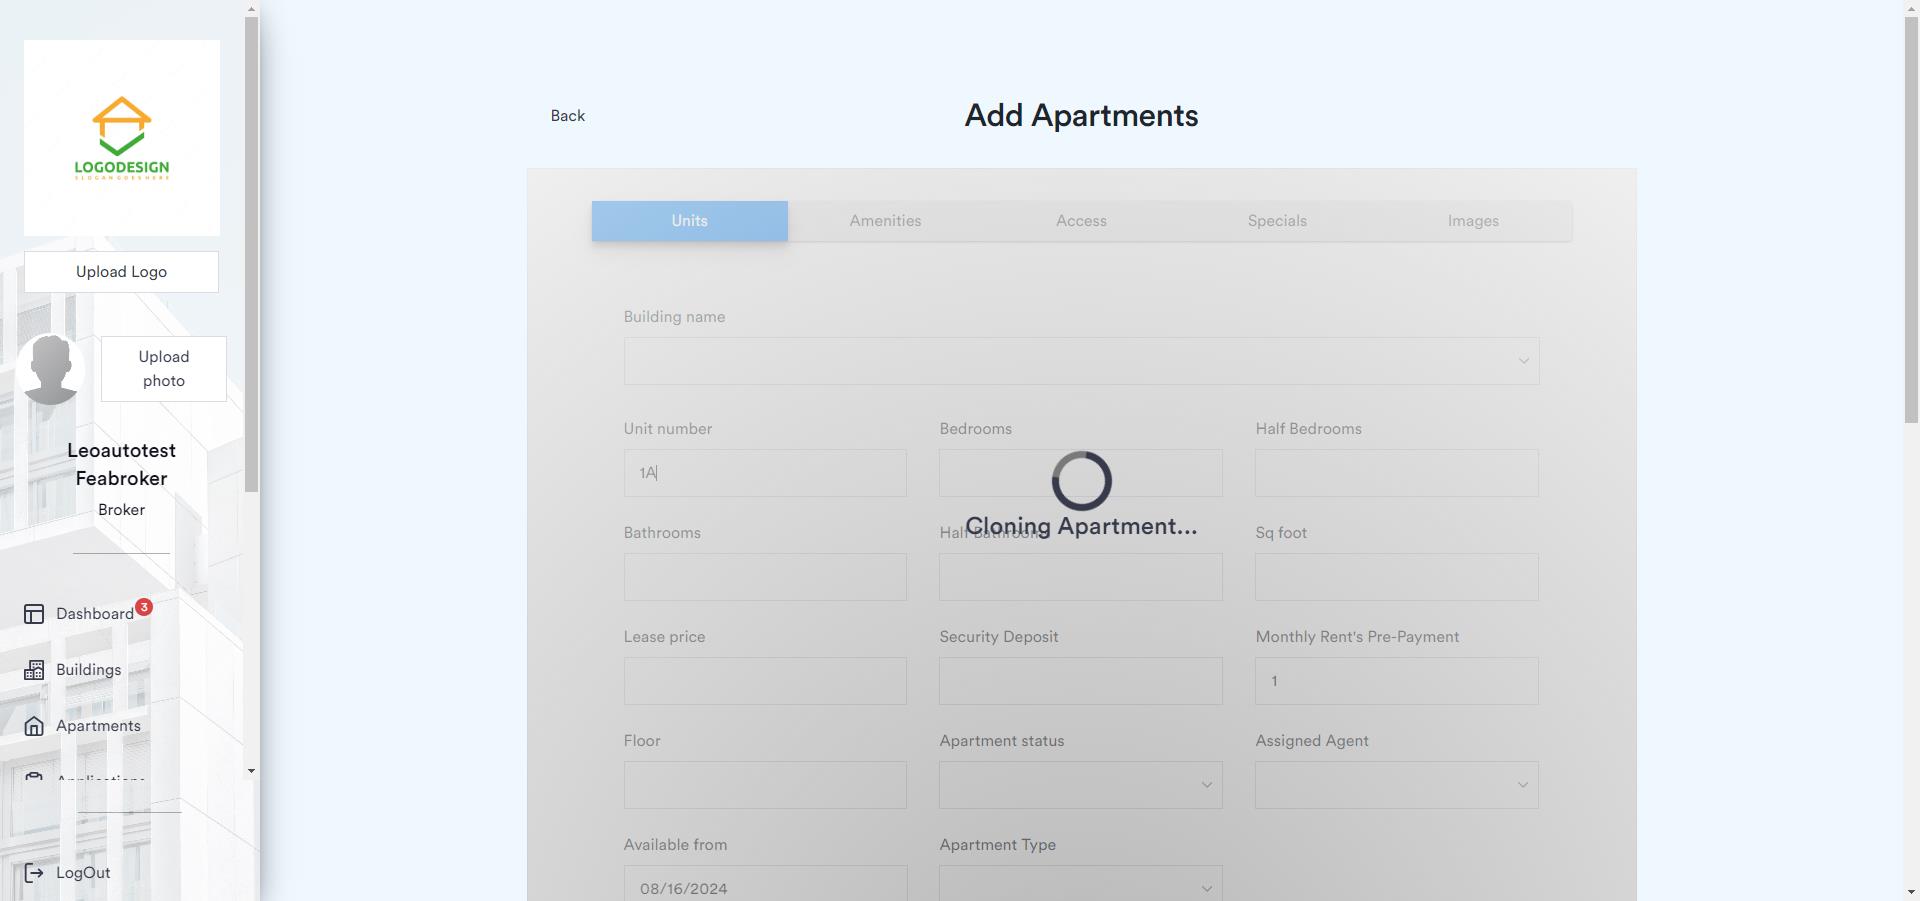 LOGODESIGN
SLOGANGOESHERE
Upload Logo
Upload
photo
Leoautotest
Feabroker
Broker
Dashboard 3
Buildings
Apartments
Applications
LogOut
Back
Add Apartments
Units Amenities Access Specials Images
Building name
Unit number Bedrooms Half Bedrooms
1A
Cloning Apartment...
Bathrooms Half Bathrooms Sq foot
Lease price Security Deposit Monthly Rent's Pre-Payment
1
Floor Apartment status Assigned Agent
Available from Apartment Type
08/16/2024